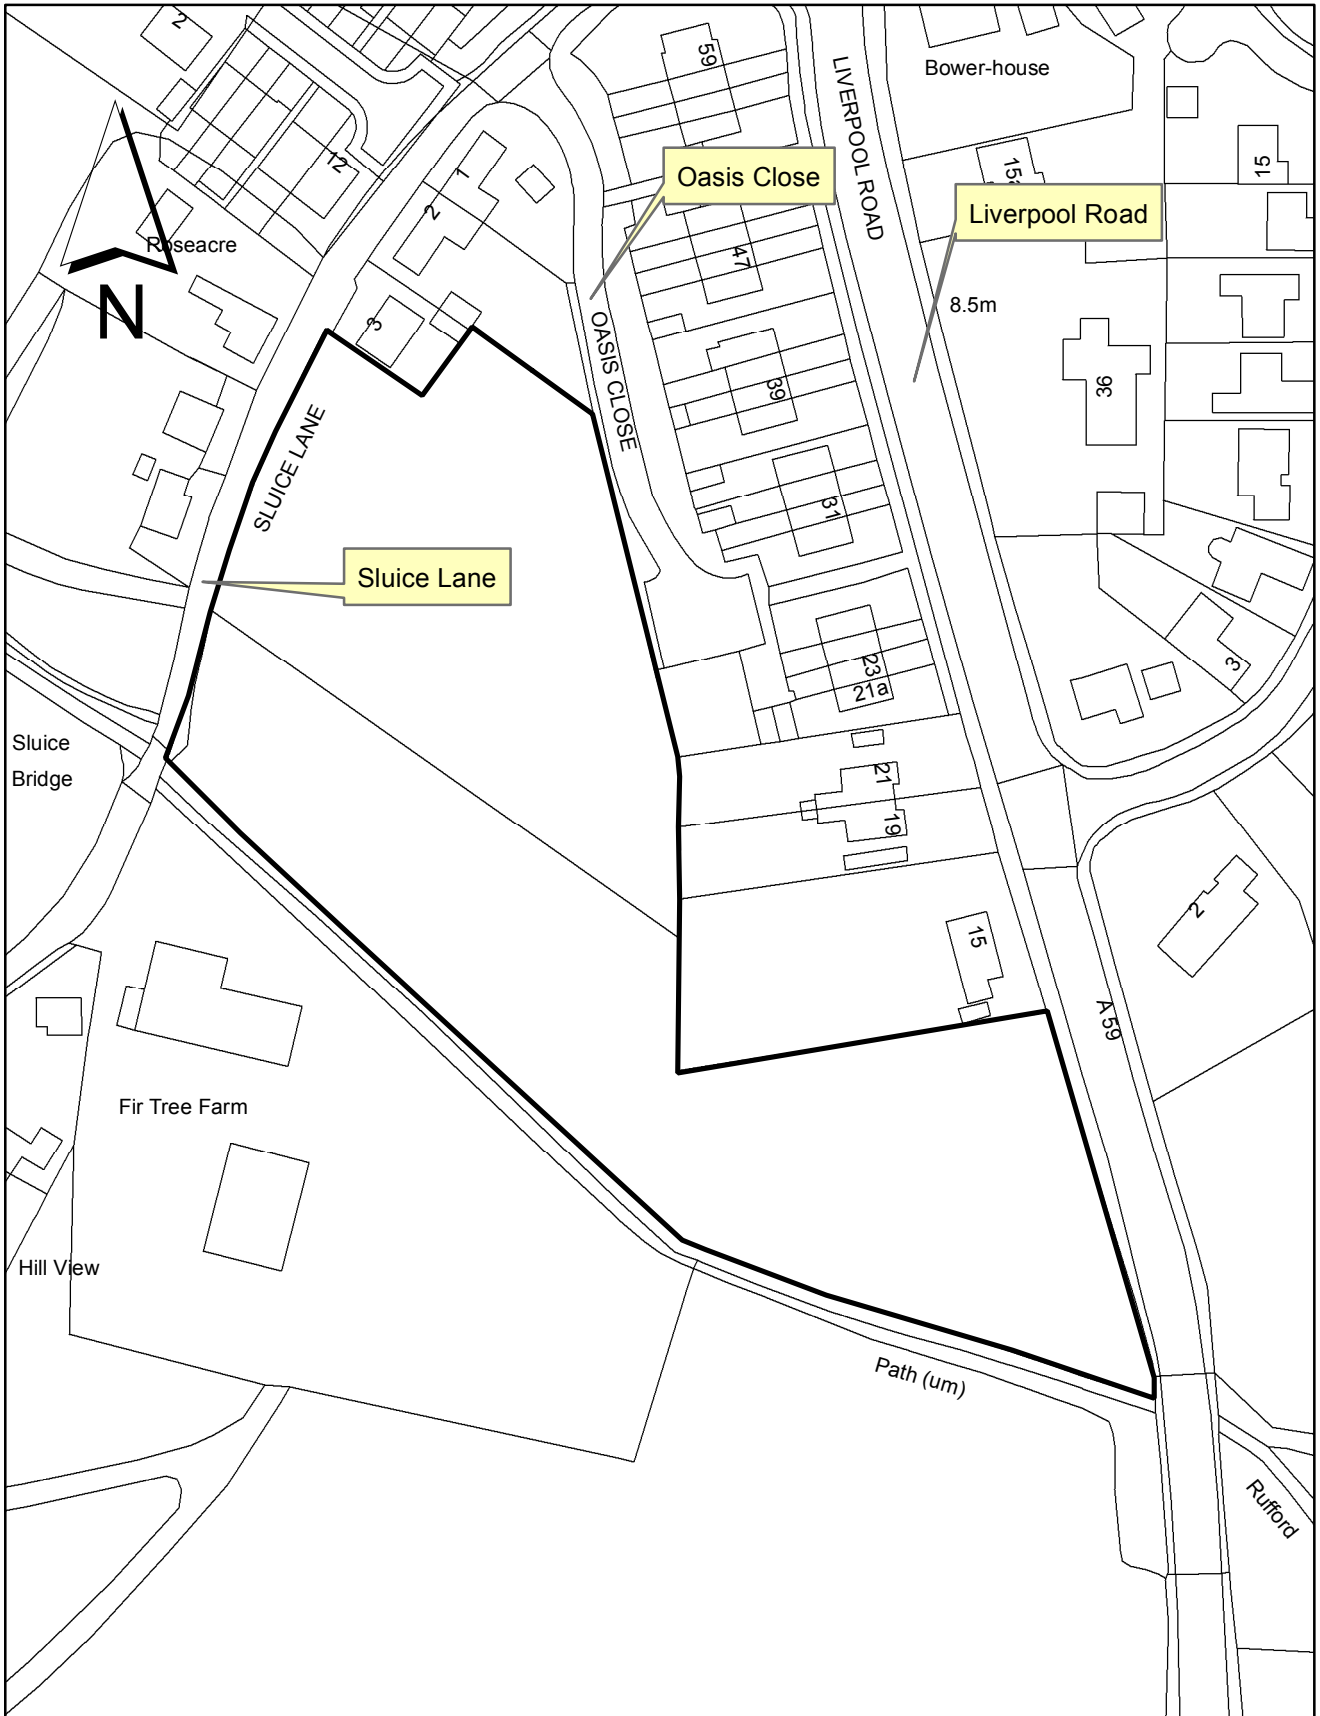 2
59
LIVERPOOL ROAD
Bower-house
12
1
2
Oasis Close
15
Liverpool Road
Roseacre
47
N
8.5m
3
OASIS CLOSE
39
36
SLUICE LANE
31
Sluice Lane
23
21a
3
Sluice
Bridge
21
19
2
15
A 59
Fir Tree Farm
Hill View
Path (um)
Rufford